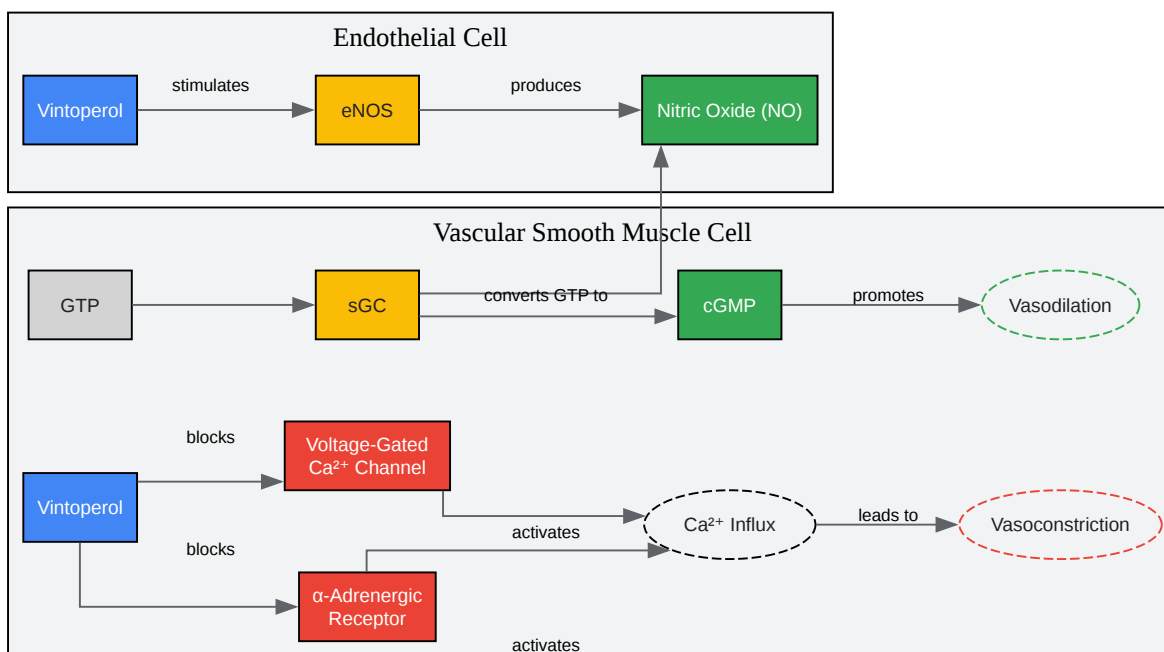 Endothelial Cell
stimulates
produces
Vintoperol
eNOS
Nitric Oxide (NO)
Vascular Smooth Muscle Cell
GTP
sGC
converts GTP to
cGMP
promotes
Vasodilation
blocks
Voltage-Gated
Ca²⁺ Channel
Vintoperol
blocks
activates
Ca²⁺ Influx
leads to
Vasoconstriction
α-Adrenergic
Receptor
activates